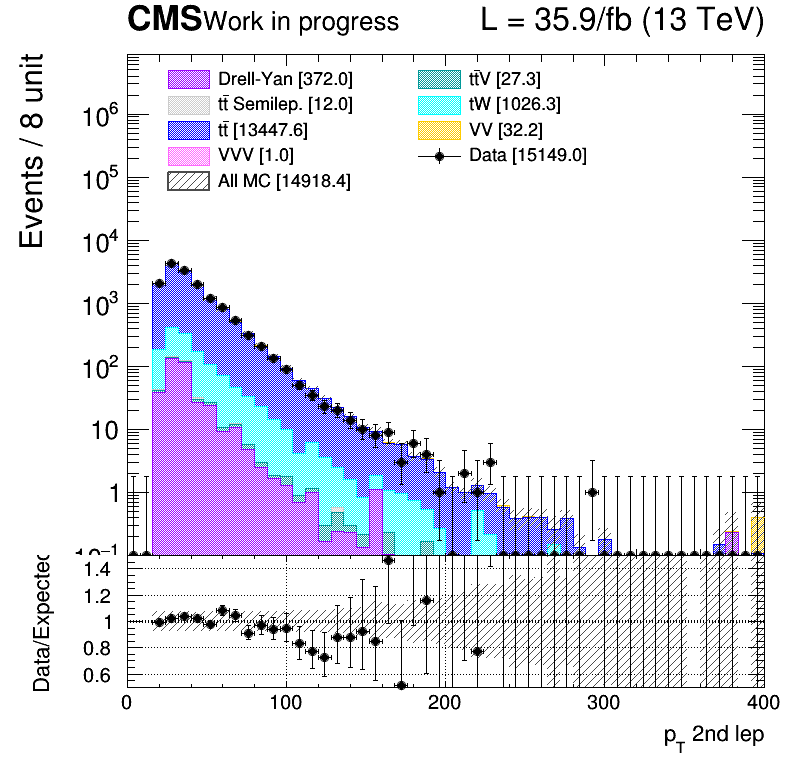 CMS Work in progress L = 35.9/fb (13 TeV)
Drell-Yan [372.0] tt̄V [27.3]
tt̄ Semilep. [12.0] tW [1026.3]
tt̄ [13447.6] VV [32.2]
VVV [1.0] Data [15149.0]
All MC [14918.4]
Events / 8 unit
10⁶
10⁵
10⁴
10³
10²
10
1
10⁻¹
Data/Expected
1.4
1.2
1
0.8
0.6
0 100 200 300 400
p_T 2nd lep